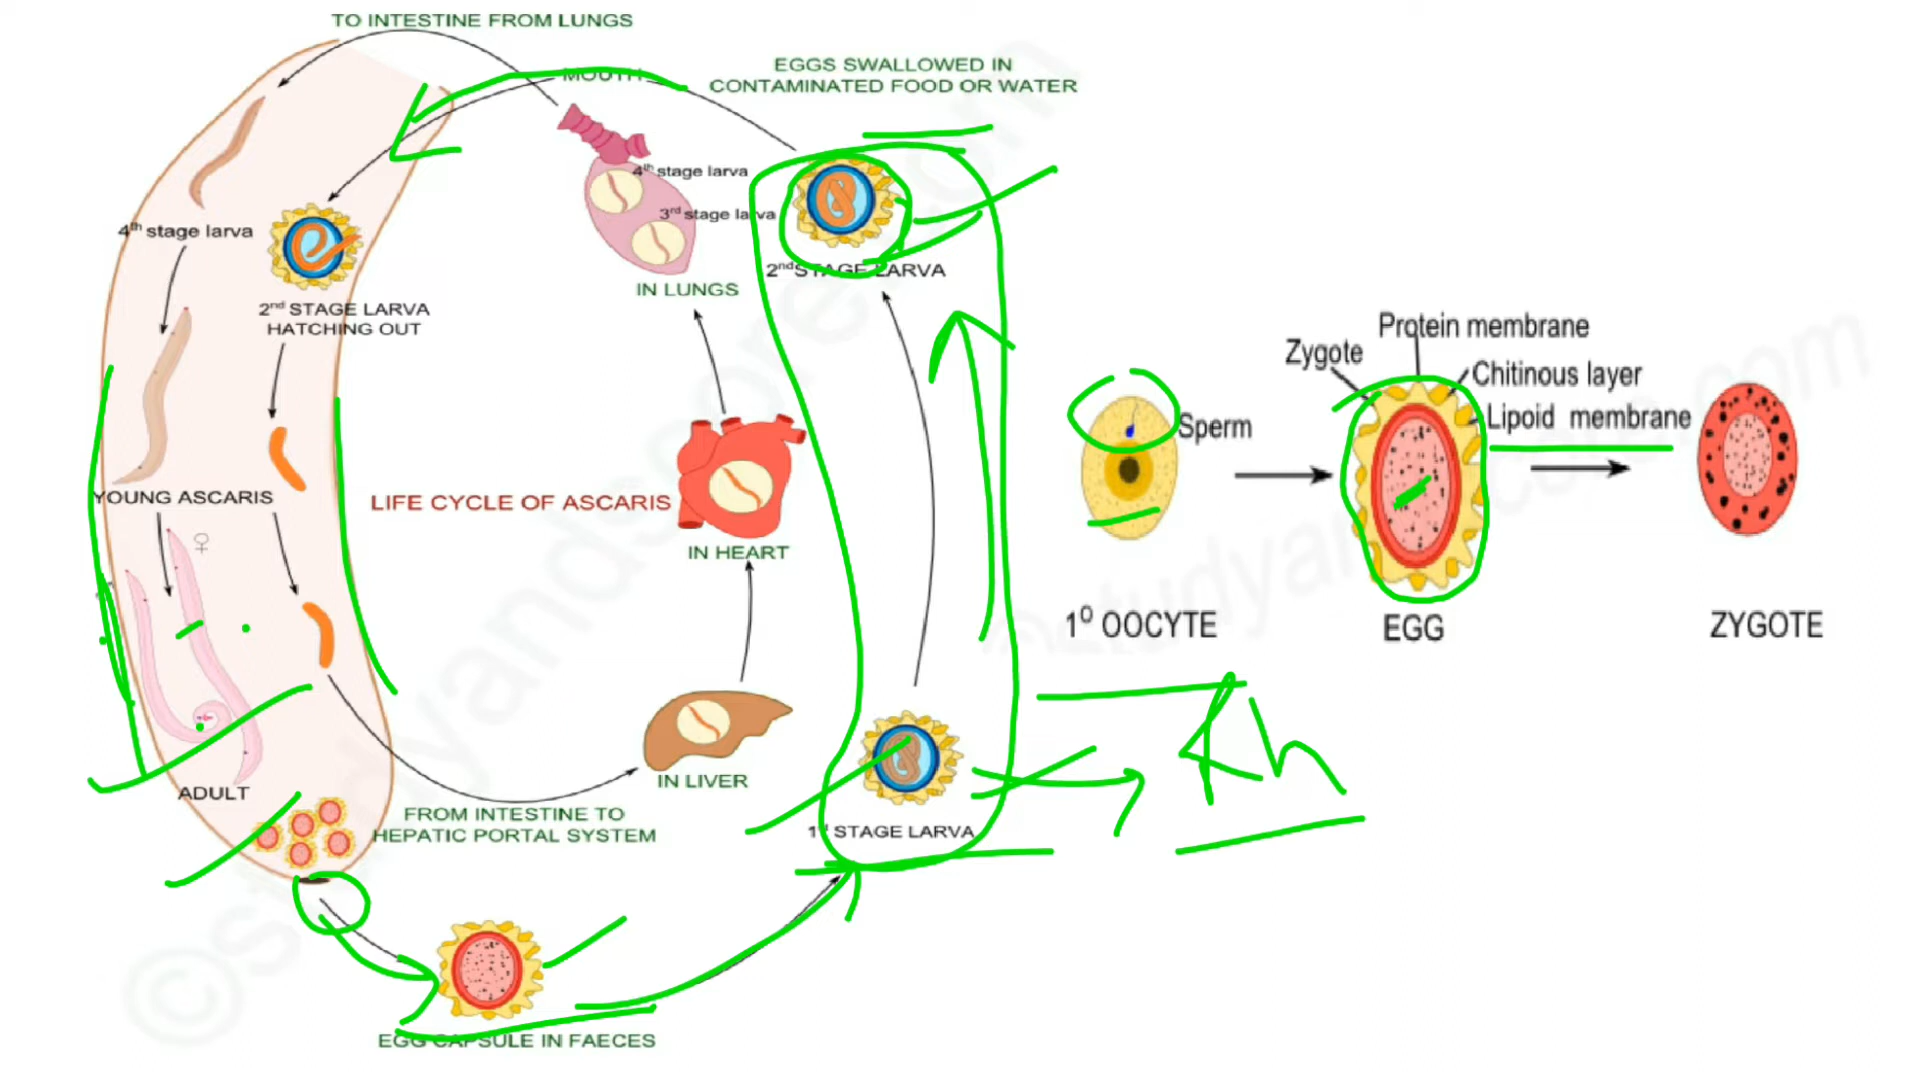 TO INTESTINE FROM LUNGS
MOUTH
EGGS SWALLOWED IN
CONTAMINATED FOOD OR WATER
4th stage larva
3rd stage larva
IN LUNGS
2nd STAGE LARVA
4th stage larva
2nd STAGE LARVA
HATCHING OUT
YOUNG ASCARIS
♀
LIFE CYCLE OF ASCARIS
IN HEART
IN LIVER
ADULT
FROM INTESTINE TO
HEPATIC PORTAL SYSTEM
1st STAGE LARVA
EGG CAPSULE IN FAECES
Protein membrane
Zygote
Chitinous layer
Lipoid membrane
Sperm
1⁰ OOCYTE
EGG
ZYGOTE
Rh